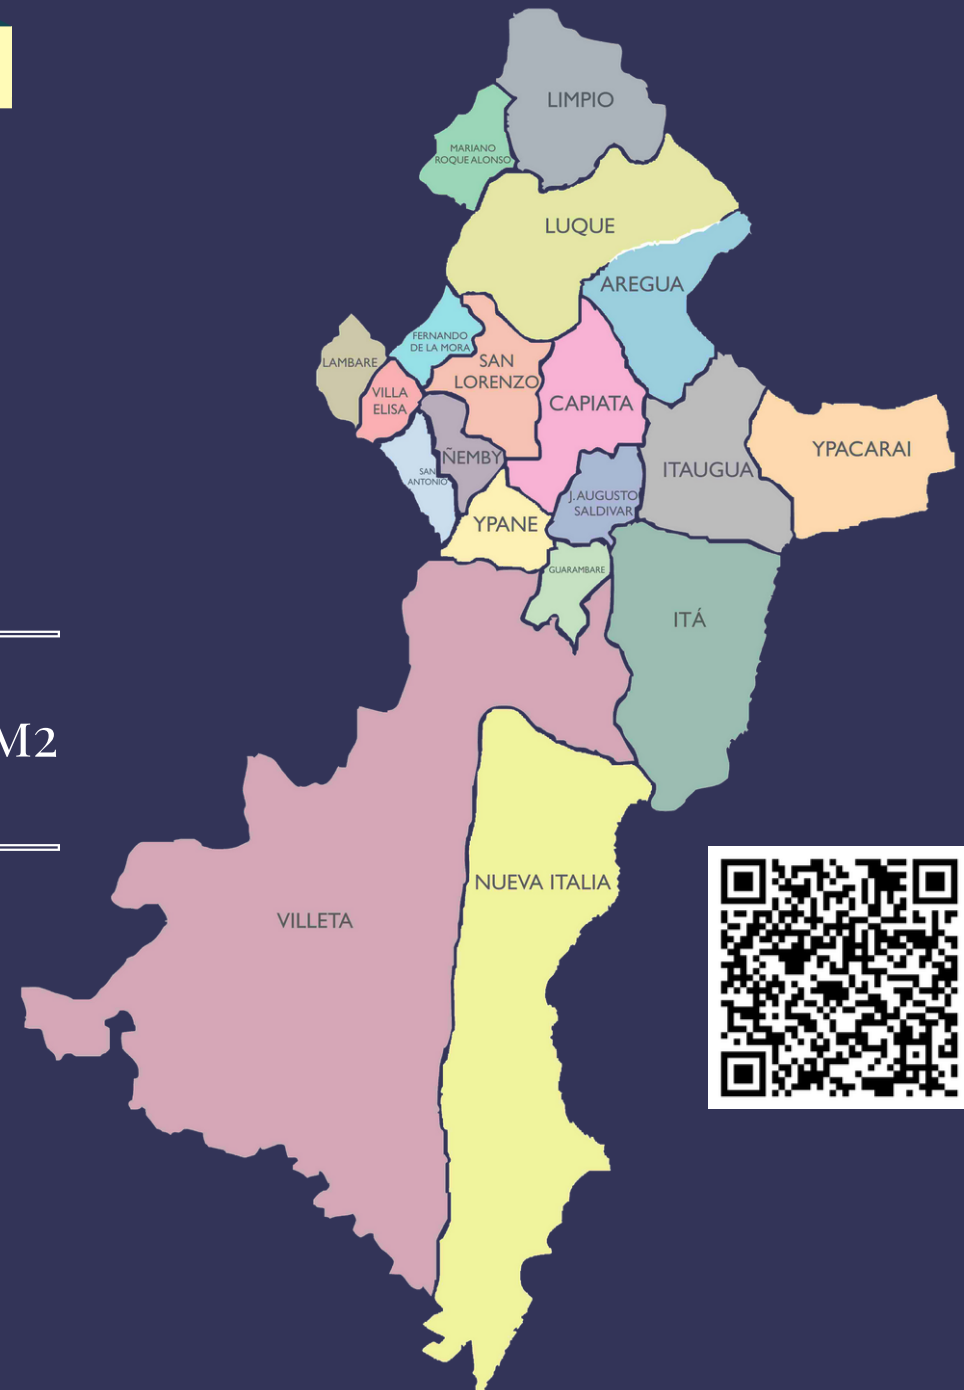 LIMPIO
MARIANO
ROQUE ALONSO
LUQUE
AREGUA
FERNANDO
DE LA MORA
LAMBARE
SAN
LORENZO
VILLA
ELISA
CAPIATA
ÑEMBY
ITAUGUA
YPACARAI
SAN
ANTONIO
J. AUGUSTO
SALDIVAR
YPANE
GUARAMBARE
ITÁ
M2
NUEVA ITALIA
VILLETA